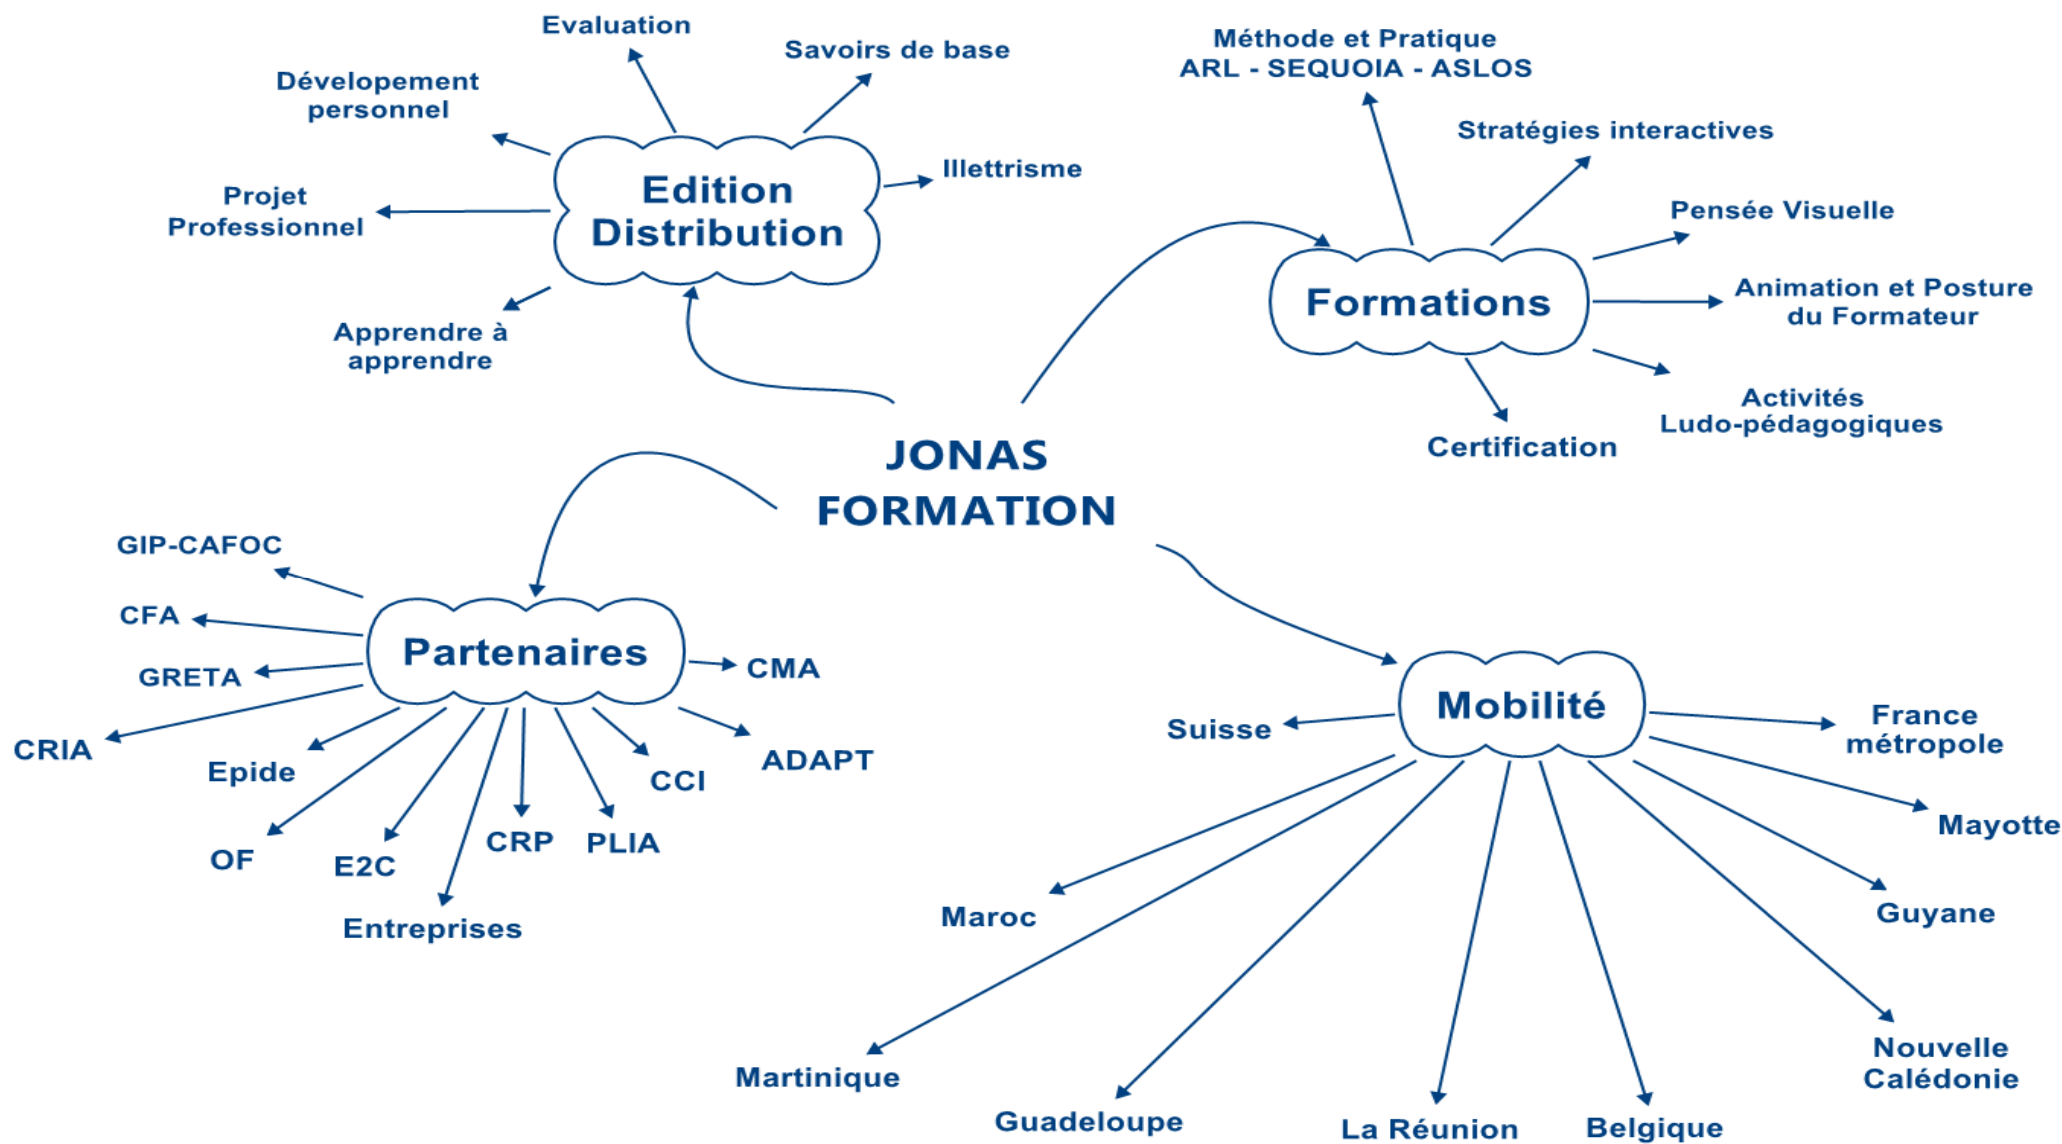 Evaluation
Savoirs de base
Dévelopement
personnel
Illettrisme
Edition
Distribution
Projet
Professionnel
Apprendre à
apprendre
Méthode et Pratique
ARL - SEQUOIA - ASLOS
Stratégies interactives
Pensée Visuelle
Formations
Animation et Posture
du Formateur
Activités
Ludo-pédagogiques
Certification
JONAS
FORMATION
GIP-CAFOC
CFA
Partenaires
GRETA
CMA
CRIA
Epide
ADAPT
CCI
OF
E2C
CRP
PLIA
Entreprises
Mobilité
Suisse
France
métropole
Mayotte
Maroc
Guyane
Martinique
Nouvelle
Calédonie
Guadeloupe
La Réunion
Belgique